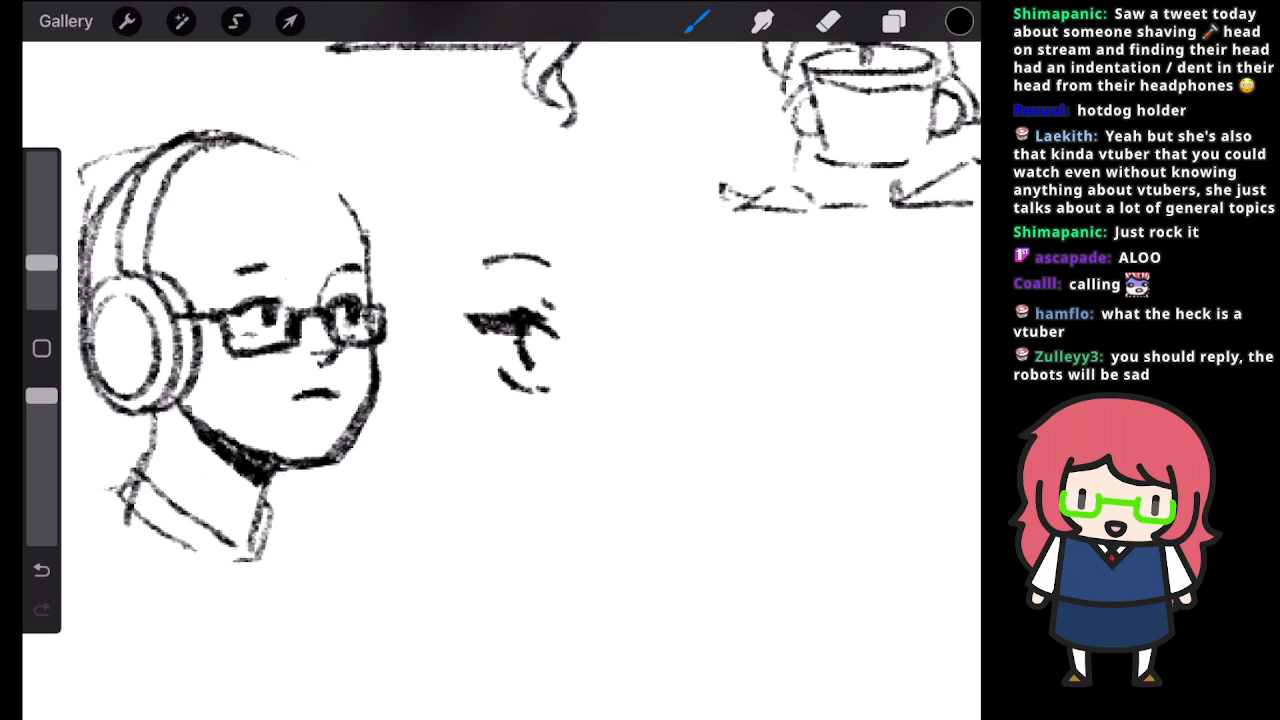 Gallery
Shimapanic: Saw a tweet today
about someone shaving head
on stream and finding their head
had an indentation / dent in their
head from their headphones
Rezuul: hotdog holder
Laekith: Yeah but she's also
that kinda vtuber that you could
watch even without knowing
anything about vtubers, she just
talks about a lot of general topics
Shimapanic: Just rock it
1ST
ascapade: ALOO
Coalll: calling
hamflo: what the heck is a
vtuber
Zulleyy3: you should reply, the
robots will be sad